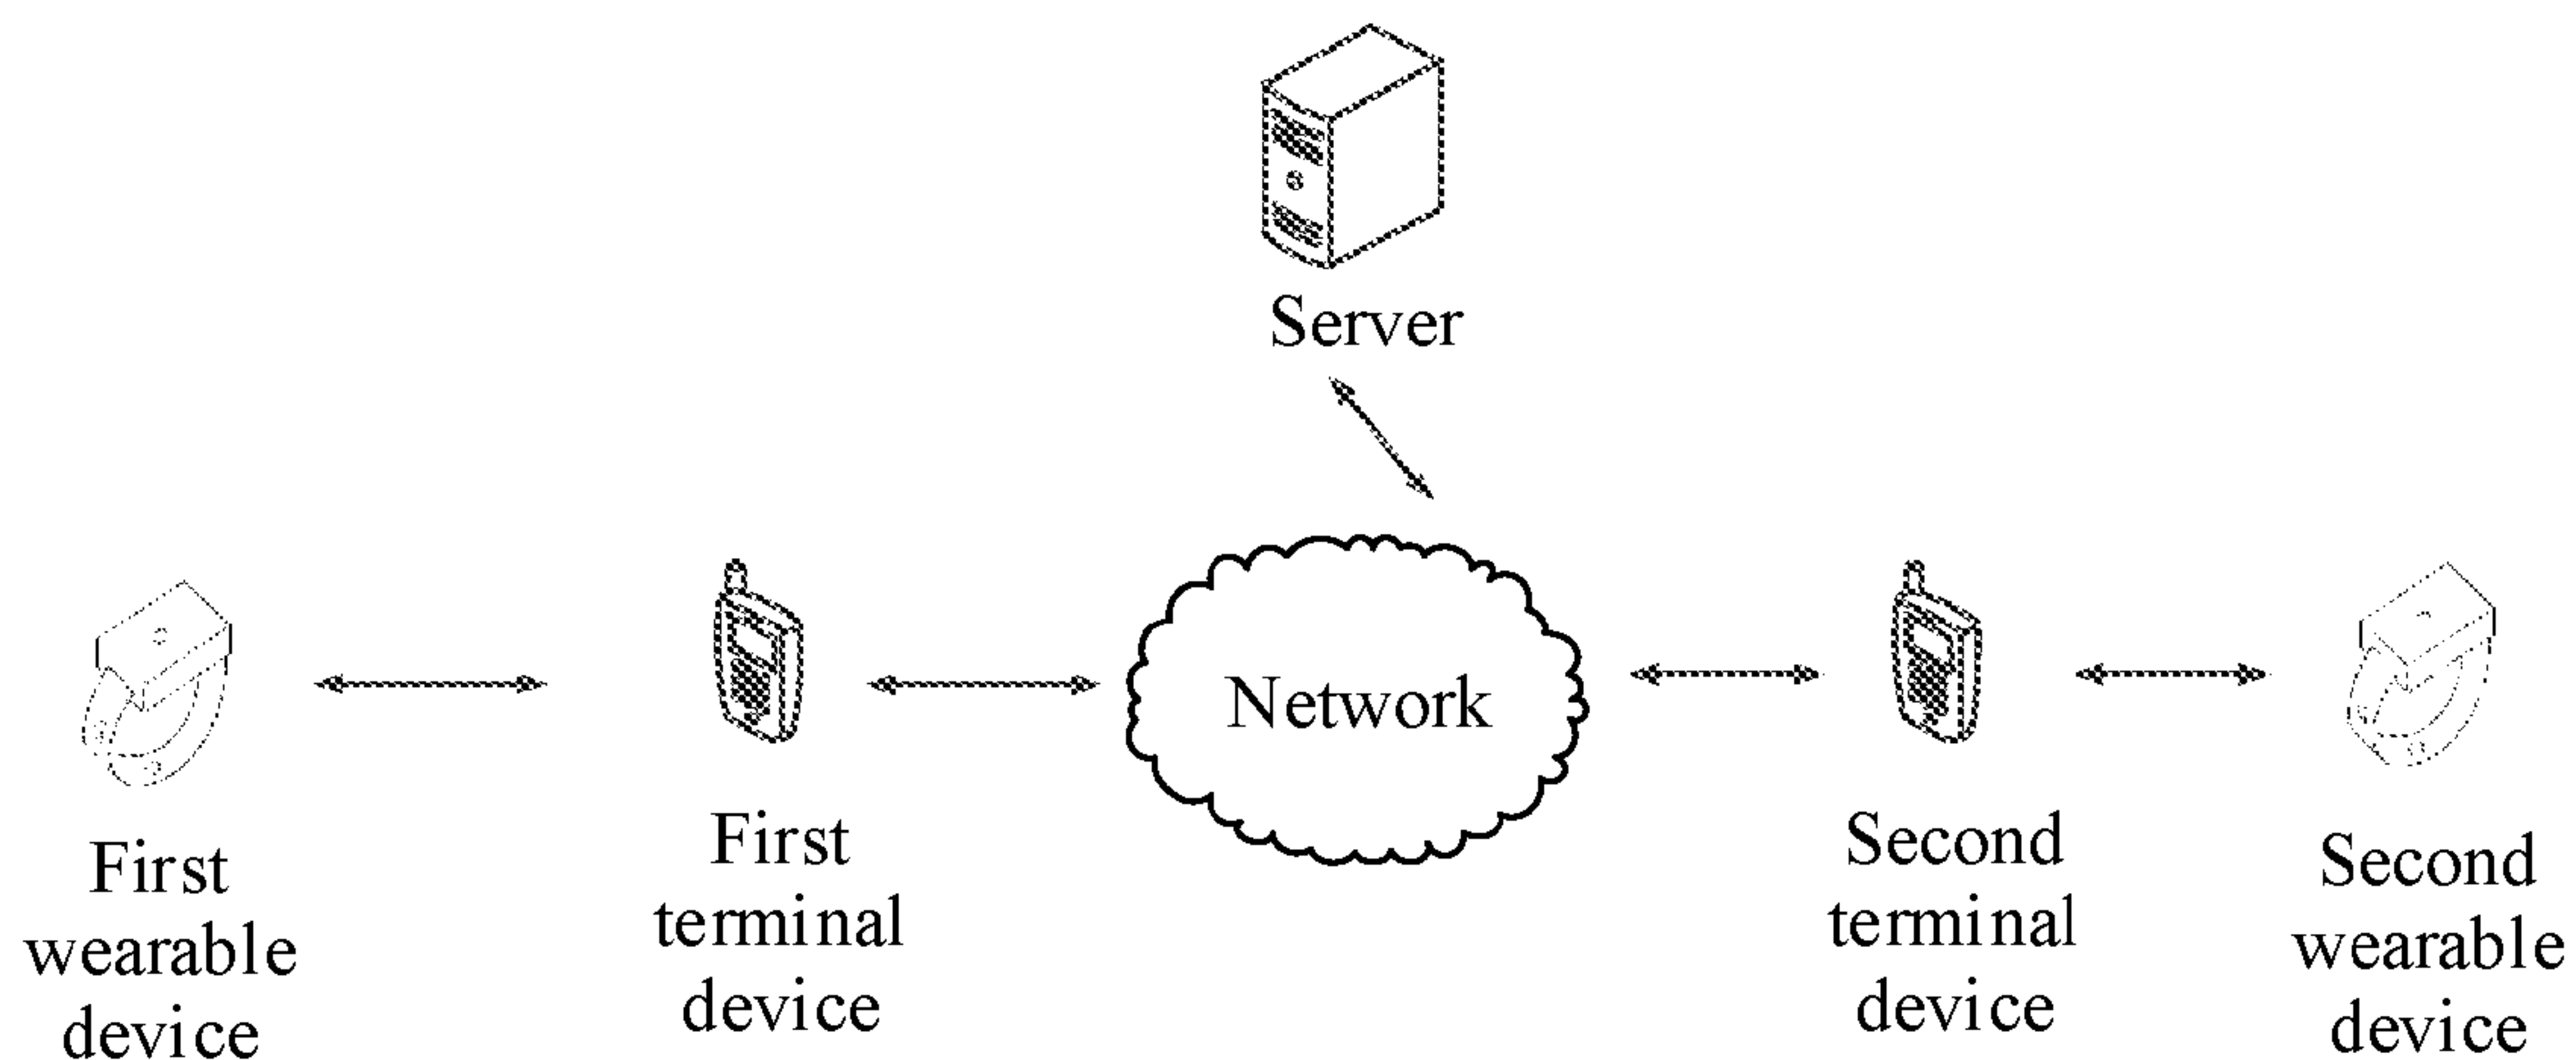 Server
Network
First
wearable
device
First
terminal
device
Second
terminal
device
Second
wearable
device